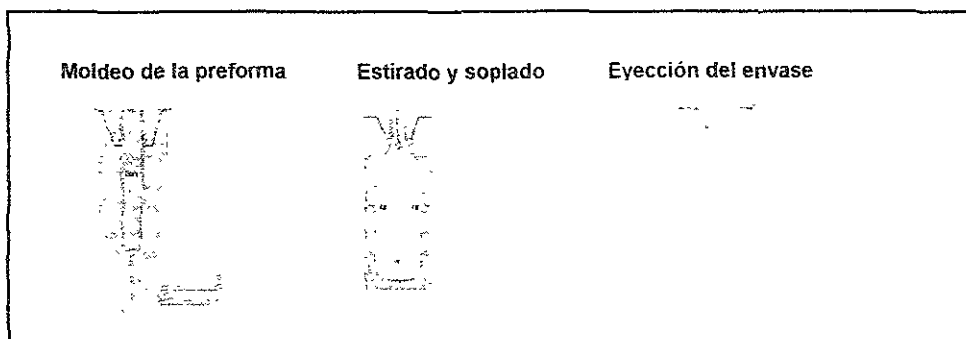 Moldeo de la preforma
Estirado y soplado
Eyección del envase